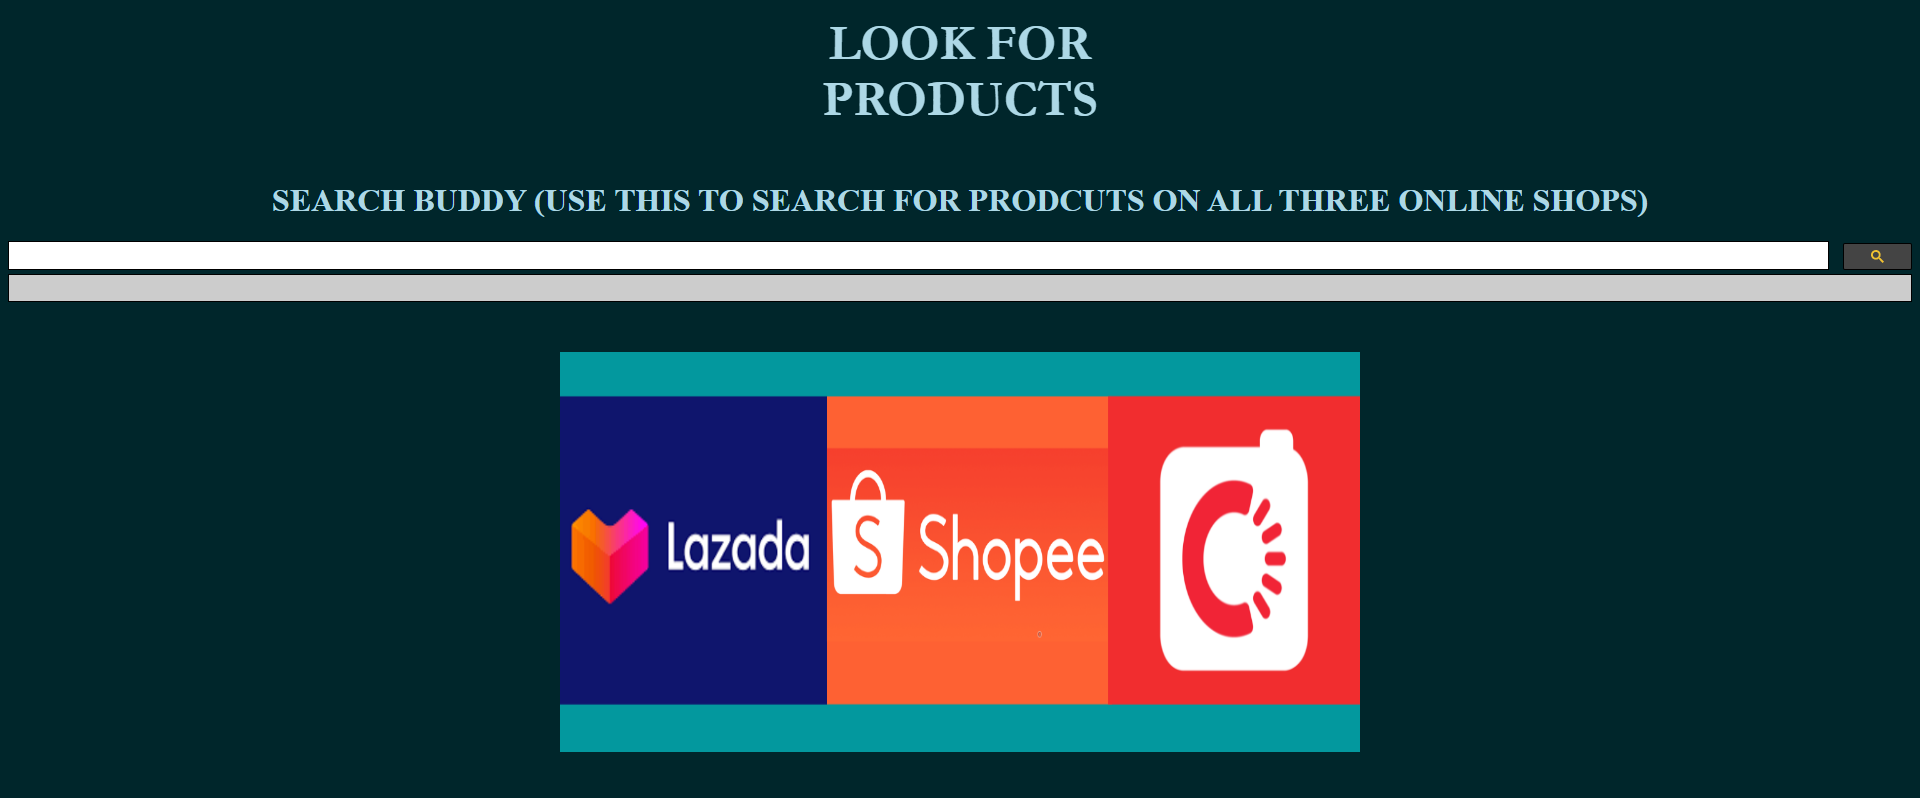 LOOK FOR
PRODUCTS
SEARCH BUDDY (USE THIS TO SEARCH FOR PRODCUTS ON ALL THREE ONLINE SHOPS)
Lazada
S Shopee